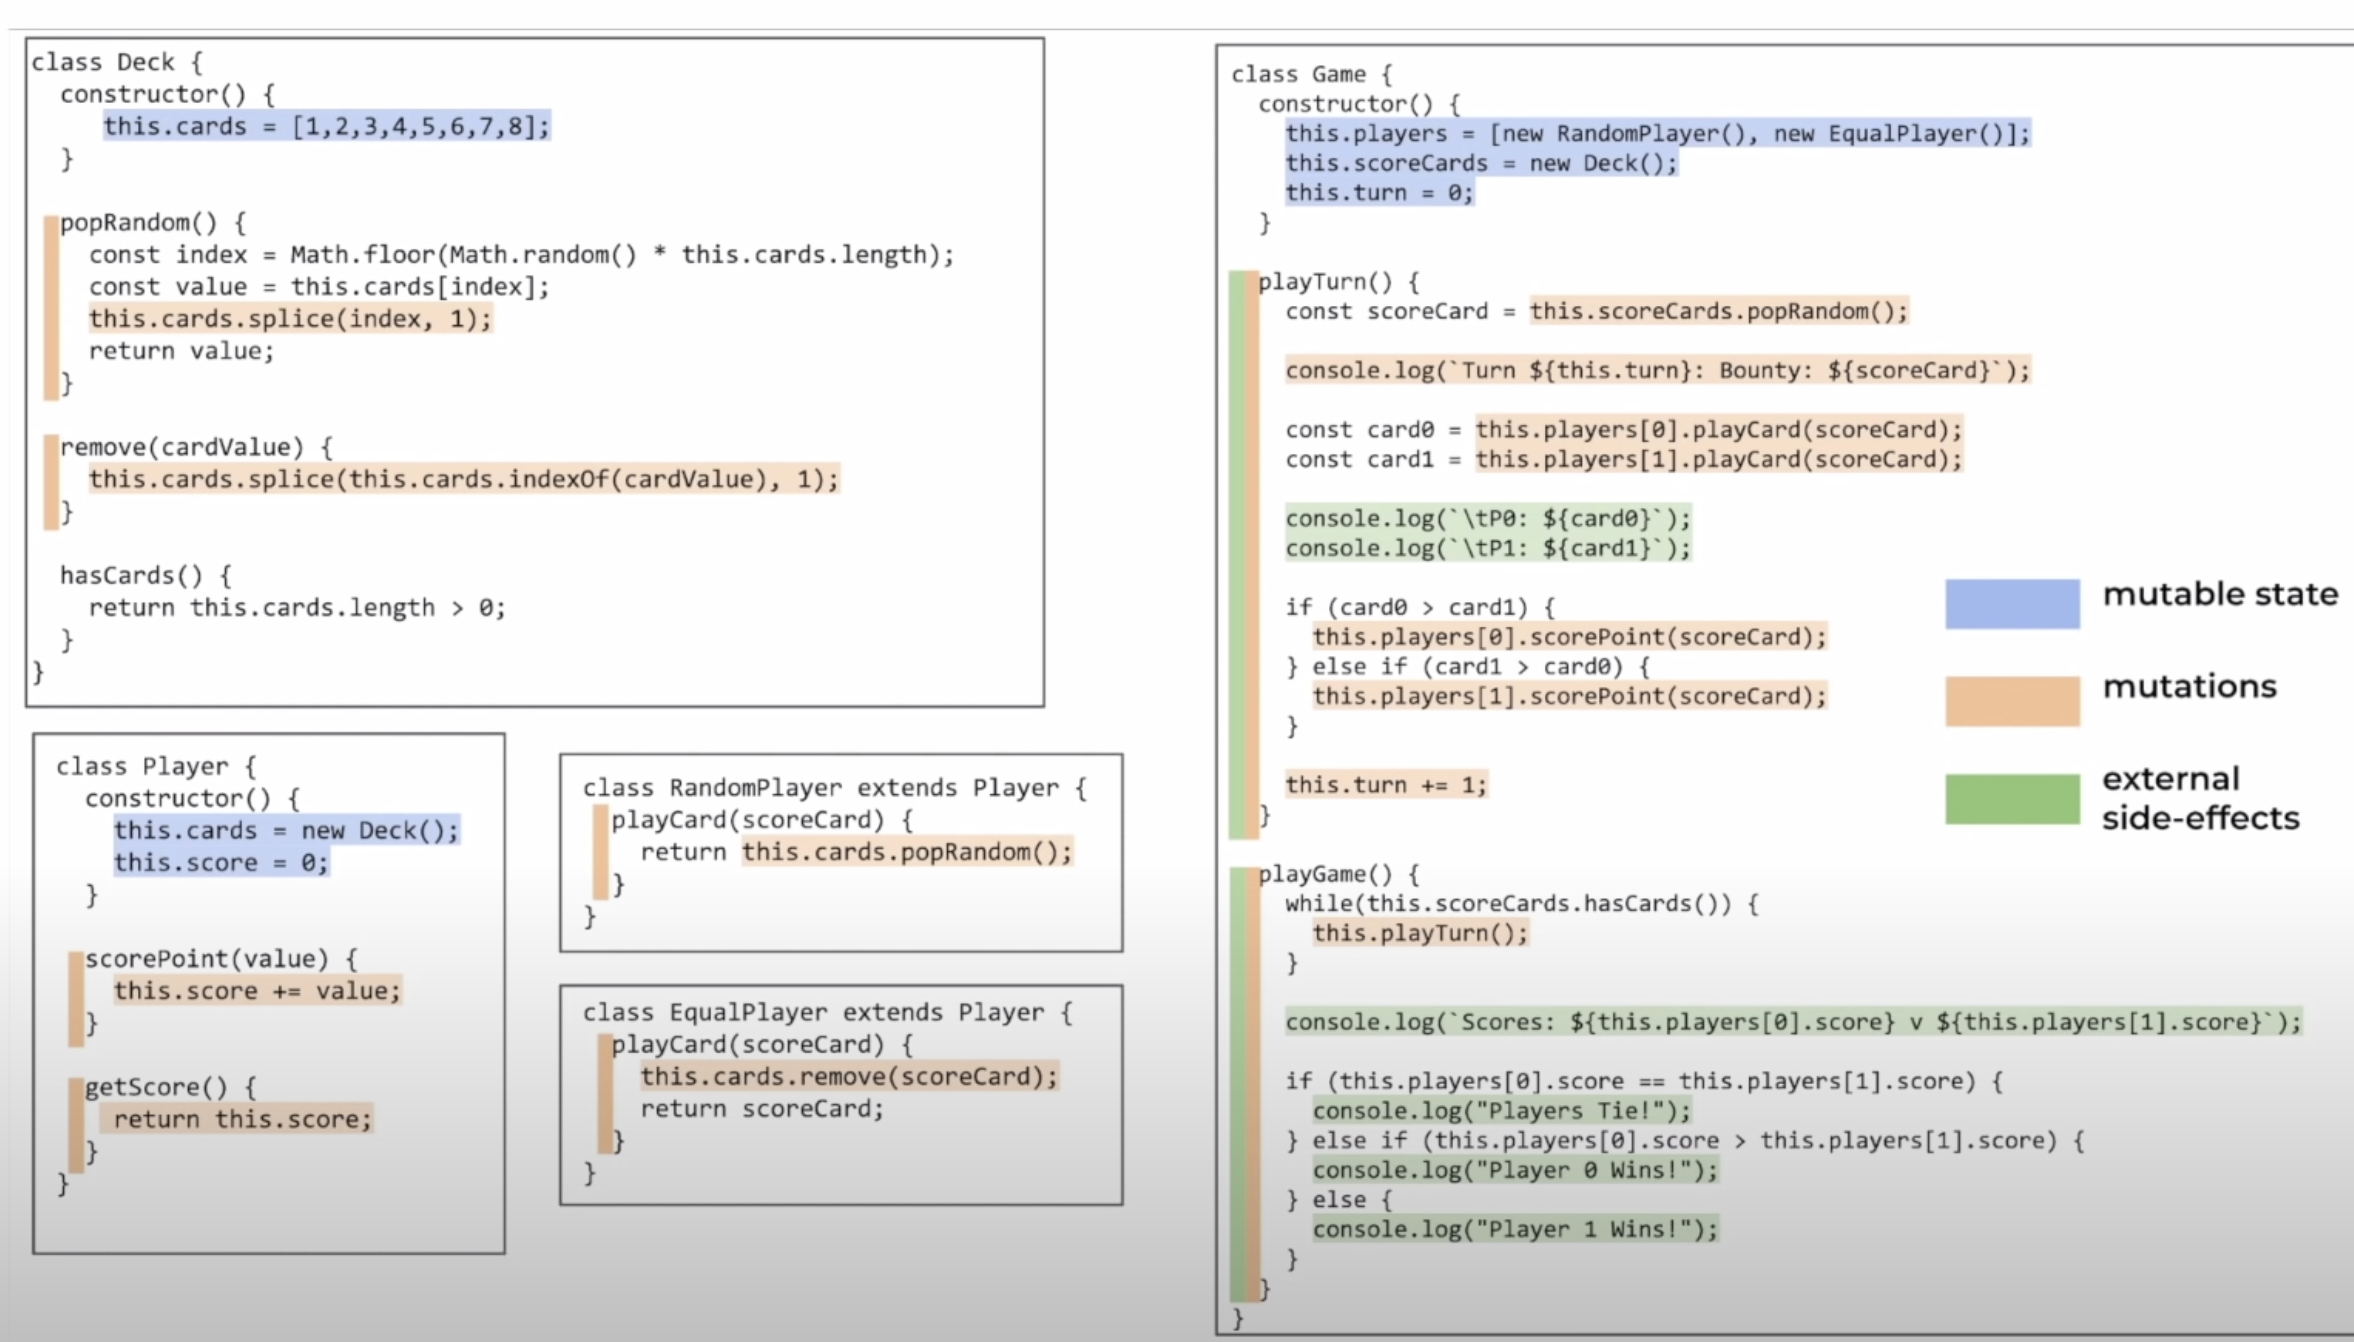 class Deck {
  constructor() {
    this.cards = [1,2,3,4,5,6,7,8];
  }

  popRandom() {
    const index = Math.floor(Math.random() * this.cards.length);
    const value = this.cards[index];
    this.cards.splice(index, 1);
    return value;
  }

  remove(cardValue) {
    this.cards.splice(this.cards.indexOf(cardValue), 1);
  }

  hasCards() {
    return this.cards.length > 0;
  }
}
class Player {
  constructor() {
    this.cards = new Deck();
    this.score = 0;
  }

  scorePoint(value) {
    this.score += value;
  }

  getScore() {
    return this.score;
  }
}
class RandomPlayer extends Player {
  playCard(scoreCard) {
    return this.cards.popRandom();
  }
}
class EqualPlayer extends Player {
  playCard(scoreCard) {
    this.cards.remove(scoreCard);
    return scoreCard;
  }
}
class Game {
  constructor() {
    this.players = [new RandomPlayer(), new EqualPlayer()];
    this.scoreCards = new Deck();
    this.turn = 0;
  }

  playTurn() {
    const scoreCard = this.scoreCards.popRandom();

    console.log(`Turn ${this.turn}: Bounty: ${scoreCard}`);

    const card0 = this.players[0].playCard(scoreCard);
    const card1 = this.players[1].playCard(scoreCard);

    console.log(`\tP0: ${card0}`);
    console.log(`\tP1: ${card1}`);

    if (card0 > card1) {
      this.players[0].scorePoint(scoreCard);
    } else if (card1 > card0) {
      this.players[1].scorePoint(scoreCard);
    }

    this.turn += 1;
  }

  playGame() {
    while(this.scoreCards.hasCards()) {
      this.playTurn();
    }

    console.log(`Scores: ${this.players[0].score} v ${this.players[1].score}`);

    if (this.players[0].score == this.players[1].score) {
      console.log("Players Tie!");
    } else if (this.players[0].score > this.players[1].score) {
      console.log("Player 0 Wins!");
    } else {
      console.log("Player 1 Wins!");
    }
  }
}
mutable state
mutations
external
side-effects